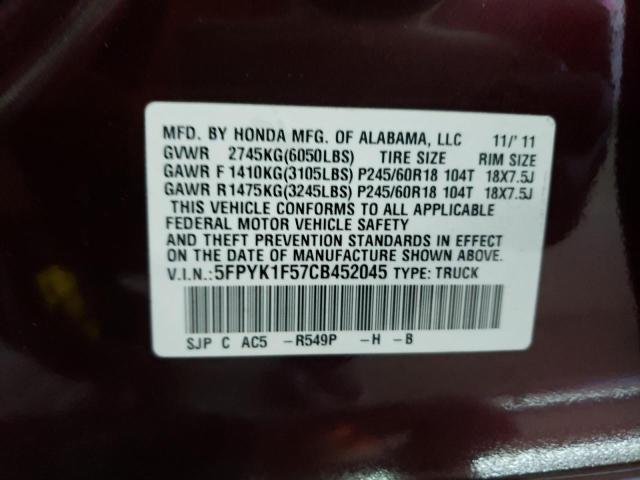 MFD. BY HONDA MFG. OF ALABAMA, LLC 11/'11
GVWR 2745KG(6050LBS) TIRE SIZE RIM SIZE
GAWR F 1410KG(3105LBS) P245/60R18 104T 18X7.5J
GAWR R 1475KG(3245LBS) P245/60R18 104T 18X7.5J
THIS VEHICLE CONFORMS TO ALL APPLICABLE
FEDERAL MOTOR VEHICLE SAFETY
AND THEFT PREVENTION STANDARDS IN EFFECT
ON THE DATE OF MANUFACTURE SHOWN ABOVE.
V.I.N.:5FPYK1F57CB452045 TYPE: TRUCK
SJP C AC5 -R549P -H -B